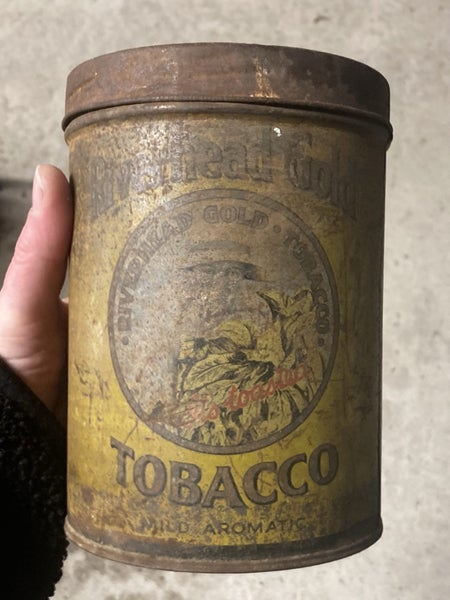 Riverhead Gold
RIVERHEAD GOLD · TOBACCO ·
TOBACCO
MILD AROMATIC